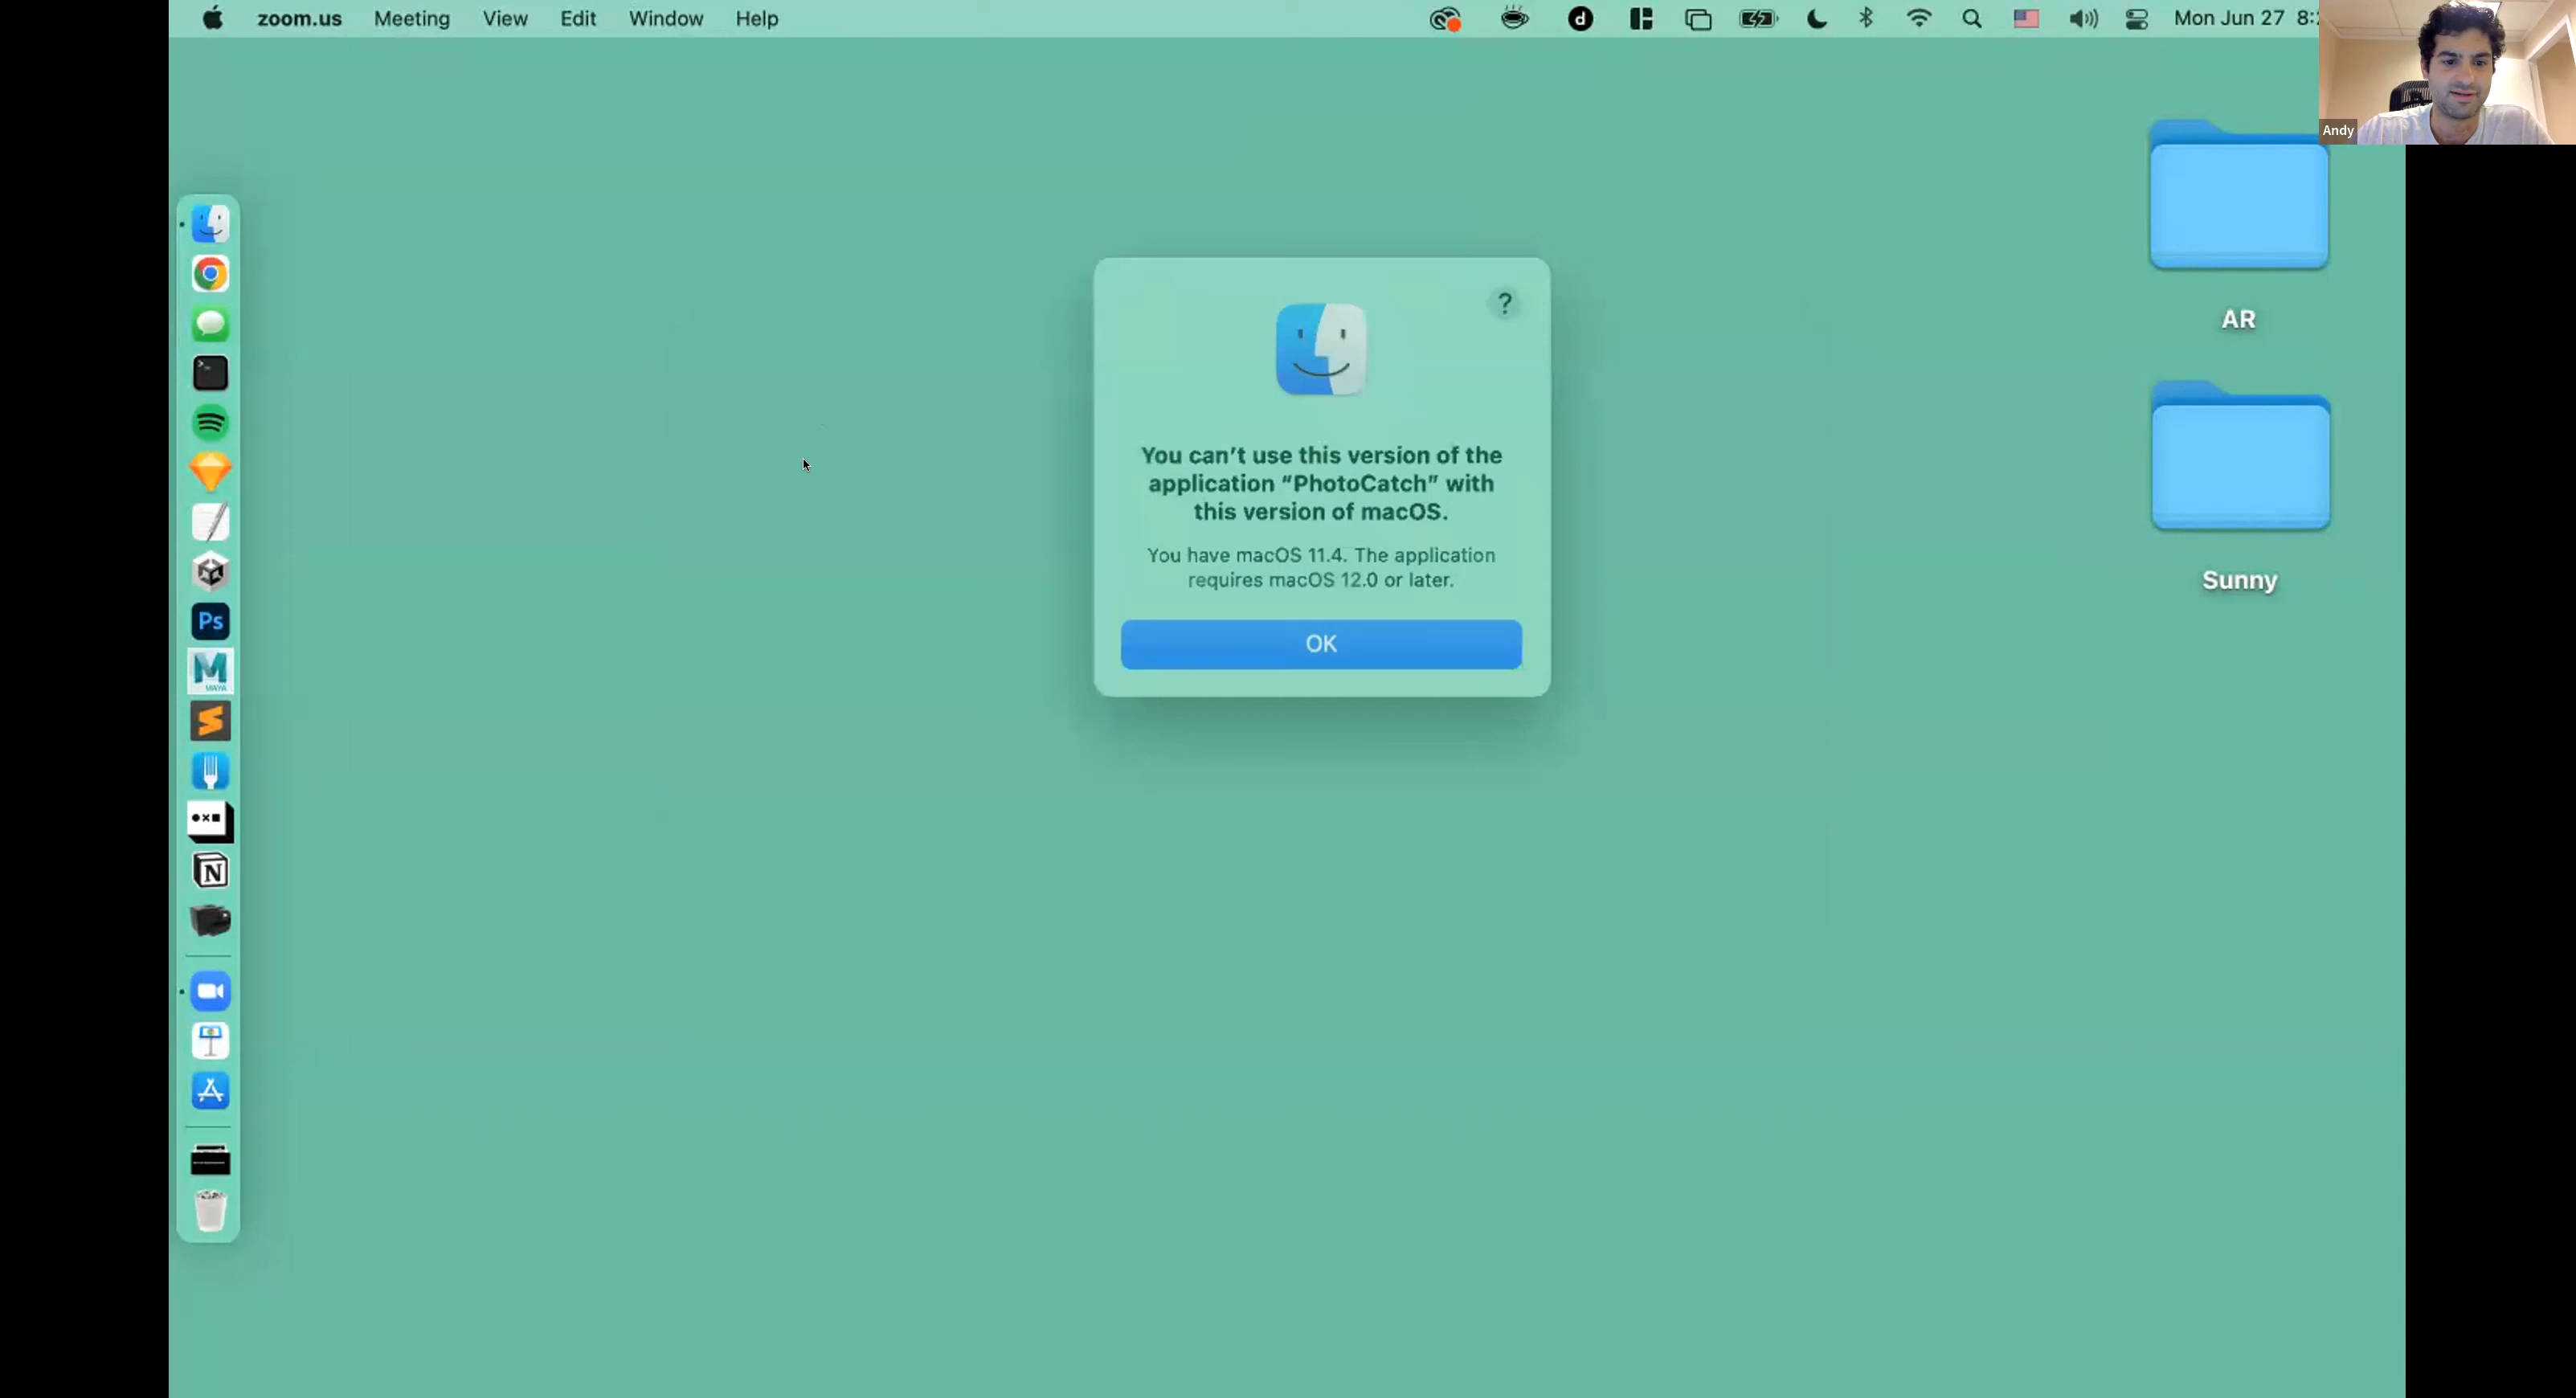 zoom.us Meeting View Edit Window Help
Mon Jun 27 8:
Andy
AR
Sunny
?
You can’t use this version of the
application “PhotoCatch” with
this version of macOS.
You have macOS 11.4. The application
requires macOS 12.0 or later.
OK
Ps
M
MAYA
N
d